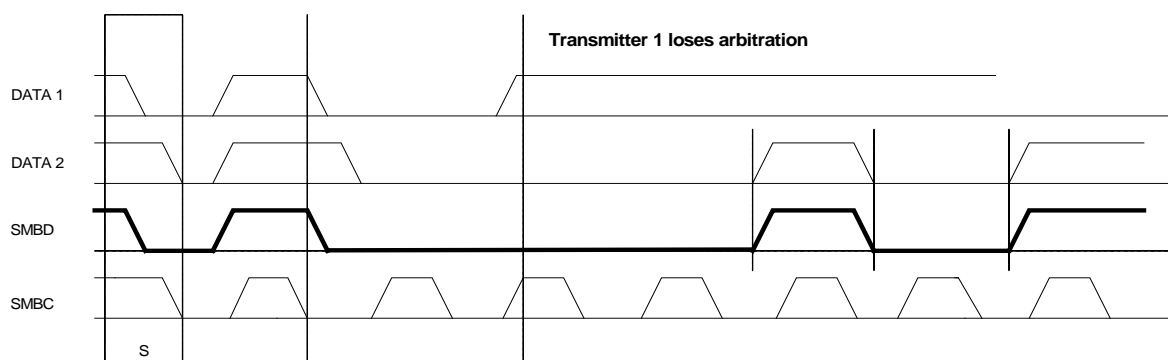 Transmitter 1 loses arbitration
DATA 1
DATA 2
SMBD
SMBC
S